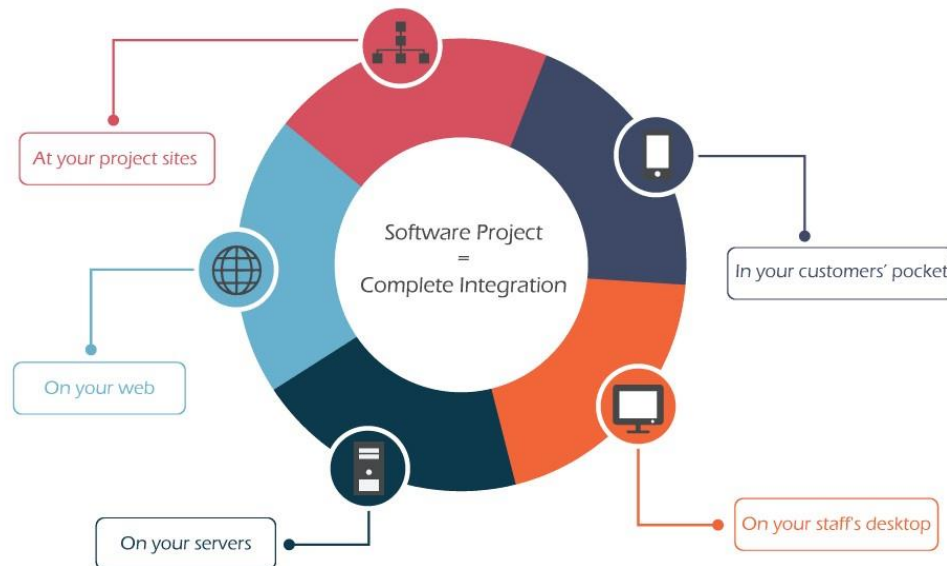 At your project sites
Software Project
=
Complete Integration
In your customers' pocket
On your web
On your staff's desktop
On your servers